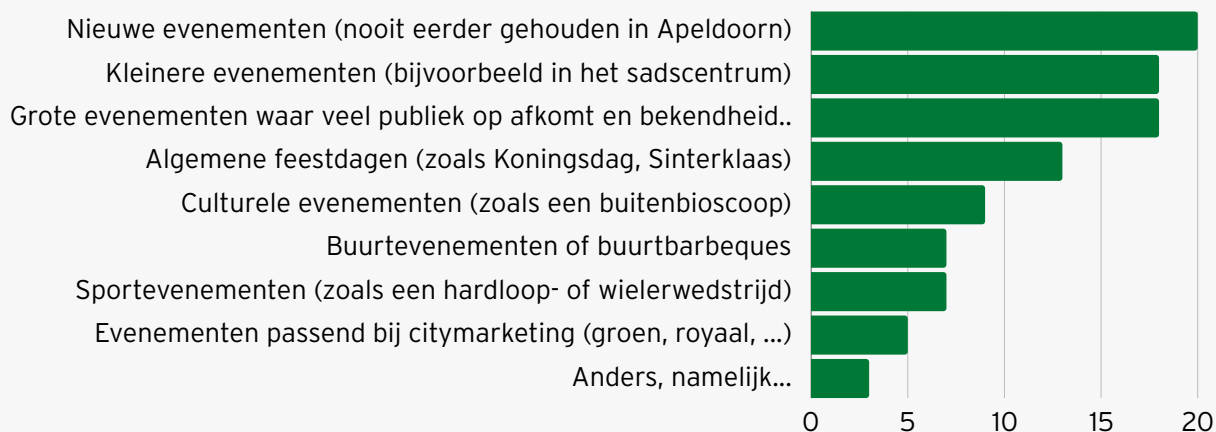 Nieuwe evenementen (nooit eerder gehouden in Apeldoorn)
Kleinere evenementen (bijvoorbeeld in het sadscentrum)
Grote evenementen waar veel publiek op afkomt en bekendheid..
Algemene feestdagen (zoals Koningsdag, Sinterklaas)
Culturele evenementen (zoals een buitenbioscoop)
Buurtevenementen of buurtbarbeques
Sportevenementen (zoals een hardloop- of wielerwedstrijd)
Evenementen passend bij citymarketing (groen, royaal, ...)
Anders, namelijk...
0 5 10 15 20